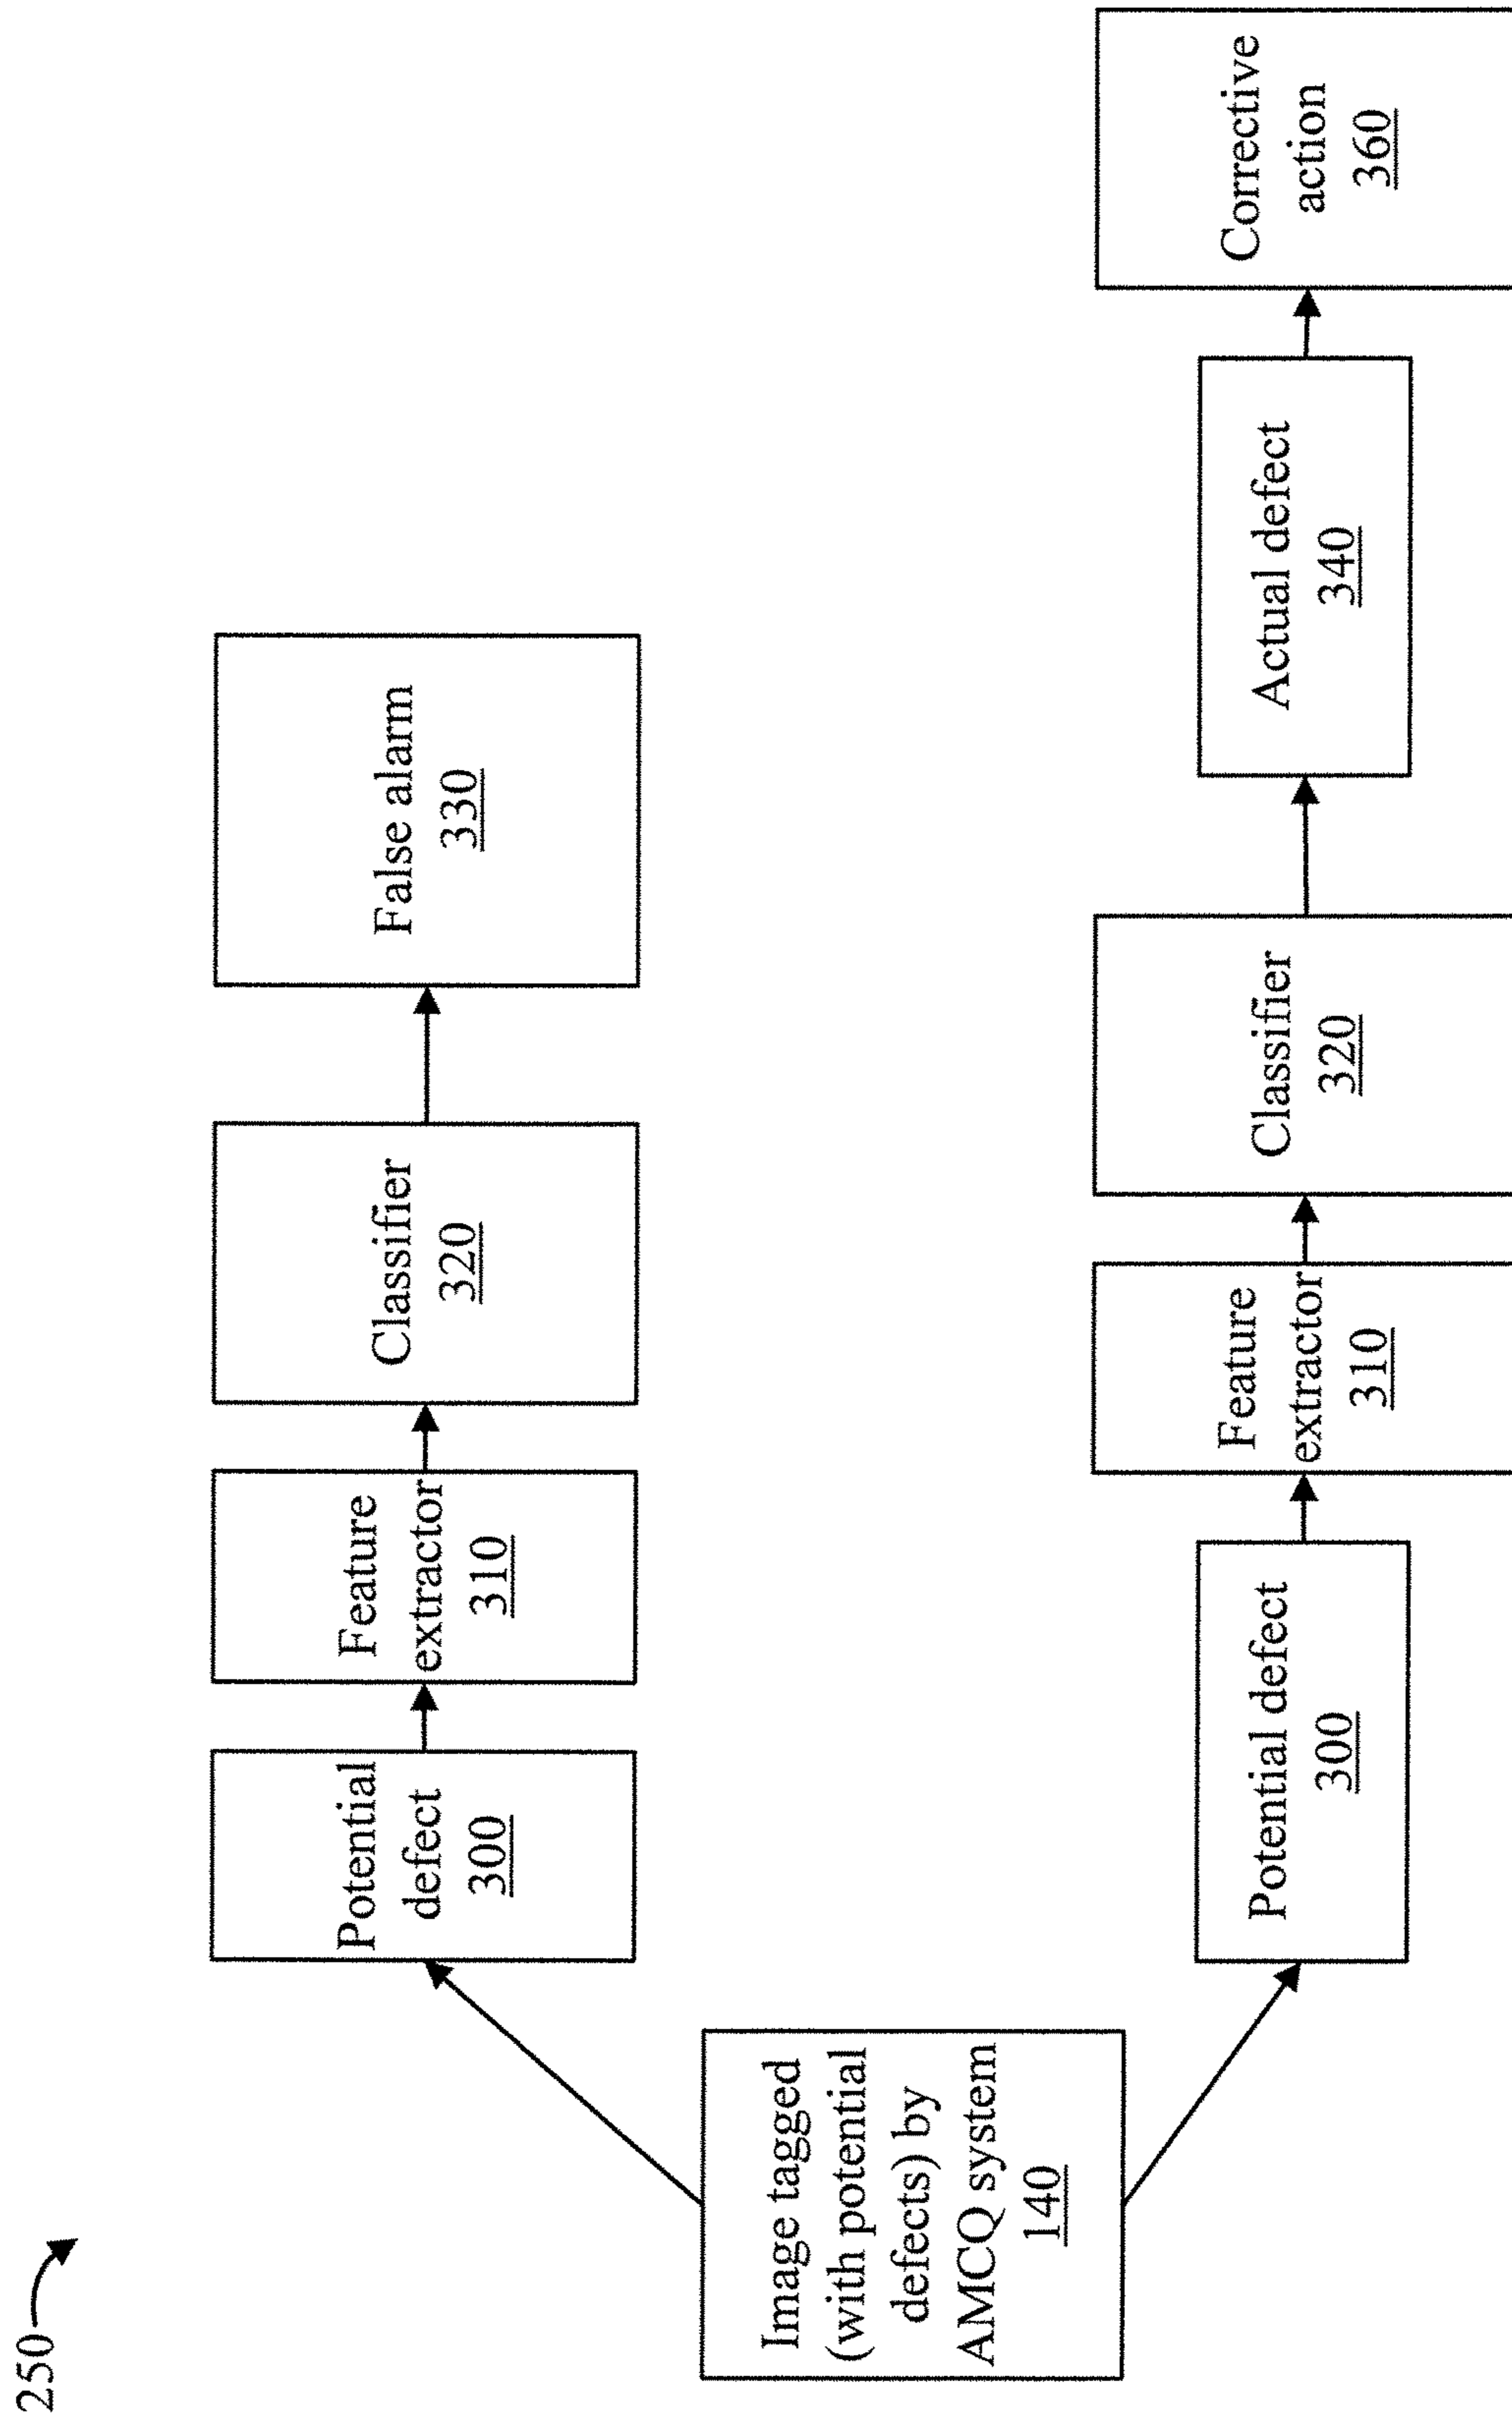 250
Image tagged
(with potential
defects) by
AMCQ system
140
Potential
defect
300
Feature
extractor
310
Classifier
320
False alarm
330
Potential defect
300
Feature
extractor
310
Classifier
320
Actual defect
340
Corrective
action
360